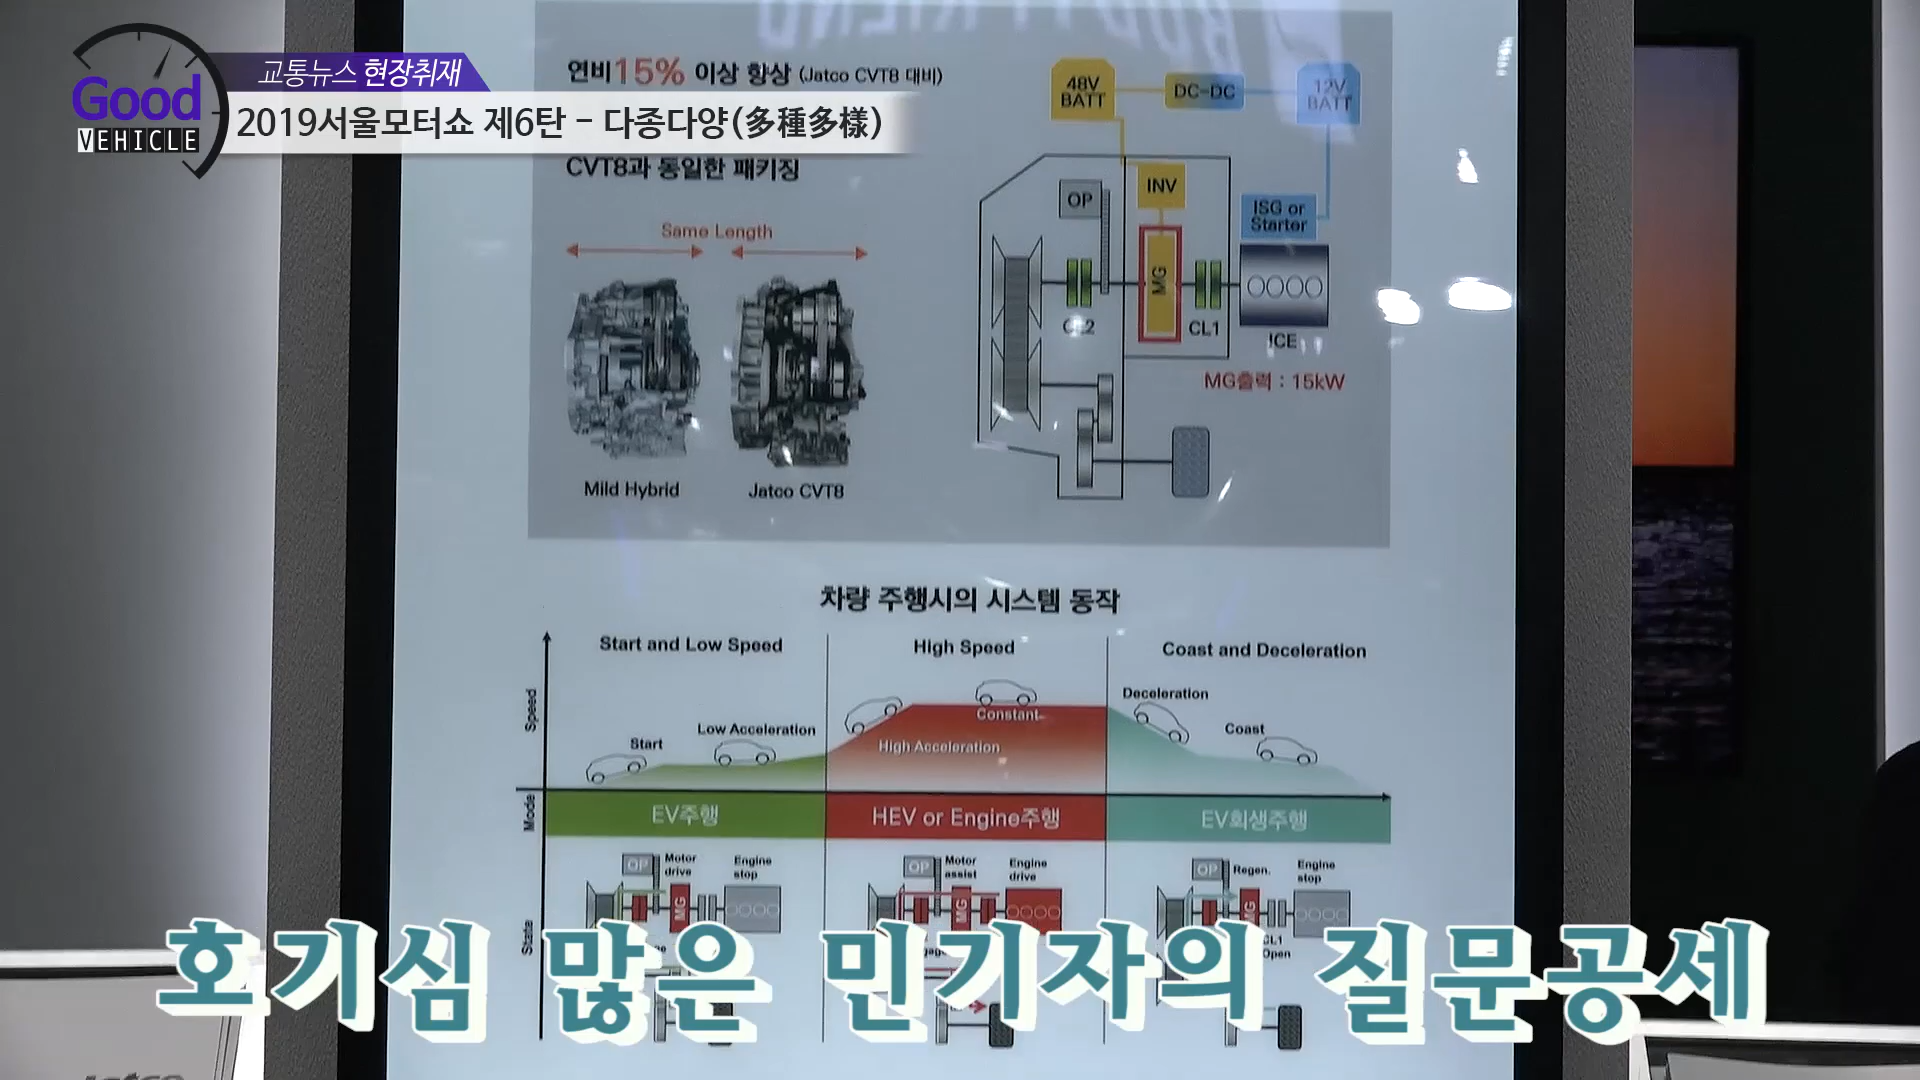 Good
VEHICLE
교통뉴스 현장취재
2019서울모터쇼 제6탄 - 다종다양(多種多樣)
연비15% 이상 향상 (Jatco CVT8 대비)
CVT8과 동일한 패키징
Same Length
Mild Hybrid
Jatco CVT8
48V
BATT
DC-DC
12V
BATT
INV
OP
ISG or
Starter
MG
CL2
CL1
ICE
MG출력 : 15kW
차량 주행시의 시스템 동작
Start and Low Speed
High Speed
Coast and Deceleration
Speed
Start
Low Acceleration
High Acceleration
Constant
Deceleration
Coast
Mode
EV주행
HEV or Engine주행
EV회생주행
State
OP
Motor
drive
Engine
stop
MG
OP
Motor
assist
Engine
drive
MG
OP
Regen.
Engine
stop
MG
CL1
Open
호기심 많은 민기자의 질문공세
Jatco